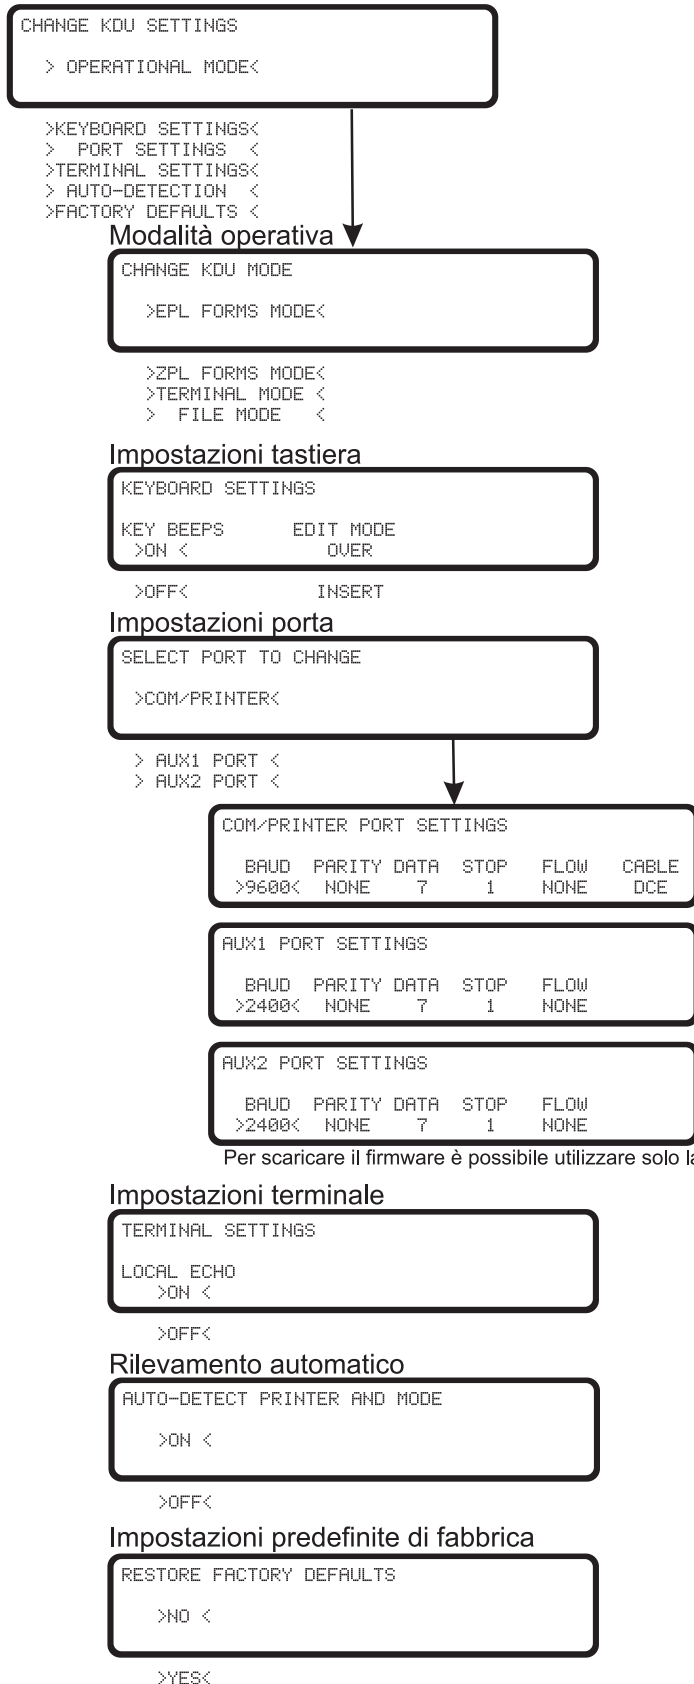 CHANGE KDU SETTINGS
> OPERATIONAL MODE<
>KEYBOARD SETTINGS<
> PORT SETTINGS <
>TERMINAL SETTINGS<
> AUTO-DETECTION <
>FACTORY DEFAULTS <
Modalità operativa
CHANGE KDU MODE
>EPL FORMS MODE<
>ZPL FORMS MODE<
>TERMINAL MODE <
> FILE MODE <
Impostazioni tastiera
KEYBOARD SETTINGS
KEY BEEPS EDIT MODE
>ON < OVER
>OFF< INSERT
Impostazioni porta
SELECT PORT TO CHANGE
>COM/PRINTER<
> AUX1 PORT <
> AUX2 PORT <
COM/PRINTER PORT SETTINGS
BAUD PARITY DATA STOP FLOW CABLE
>9600< NONE 7 1 NONE DCE
AUX1 PORT SETTINGS
BAUD PARITY DATA STOP FLOW
>2400< NONE 7 1 NONE
AUX2 PORT SETTINGS
BAUD PARITY DATA STOP FLOW
>2400< NONE 7 1 NONE
Per scaricare il firmware è possibile utilizzare solo la
Impostazioni terminale
TERMINAL SETTINGS
LOCAL ECHO
>ON <
>OFF<
Rilevamento automatico
AUTO-DETECT PRINTER AND MODE
>ON <
>OFF<
Impostazioni predefinite di fabbrica
RESTORE FACTORY DEFAULTS
>NO <
>YES<